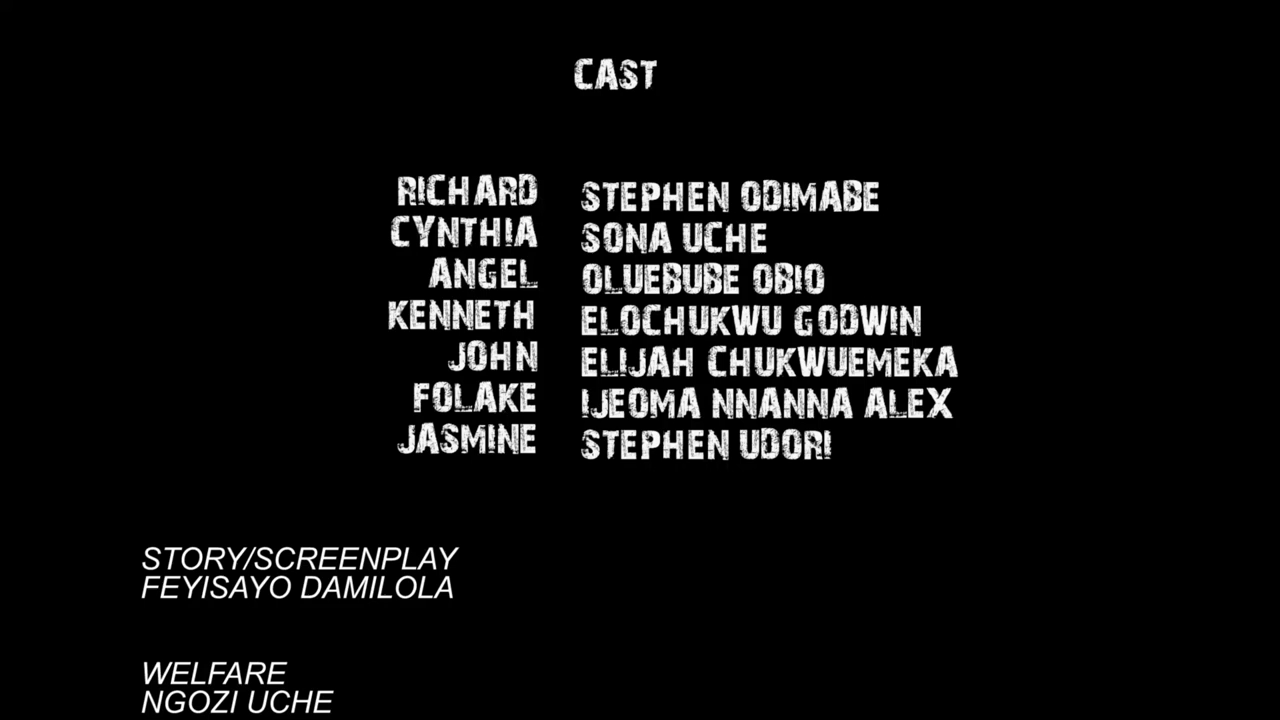 CAST
RICHARD STEPHEN ODIMABE
CYNTHIA SONA UCHE
ANGEL OLUEBUBE OBIO
KENNETH ELOCHUKWU GODWIN
JOHN ELIJAH CHUKWUEMEKA
FOLAKE IJEOMA NNANNA ALEX
JASMINE STEPHEN UDORI
STORY/SCREENPLAY
FEYISAYO DAMILOLA
WELFARE
NGOZI UCHE